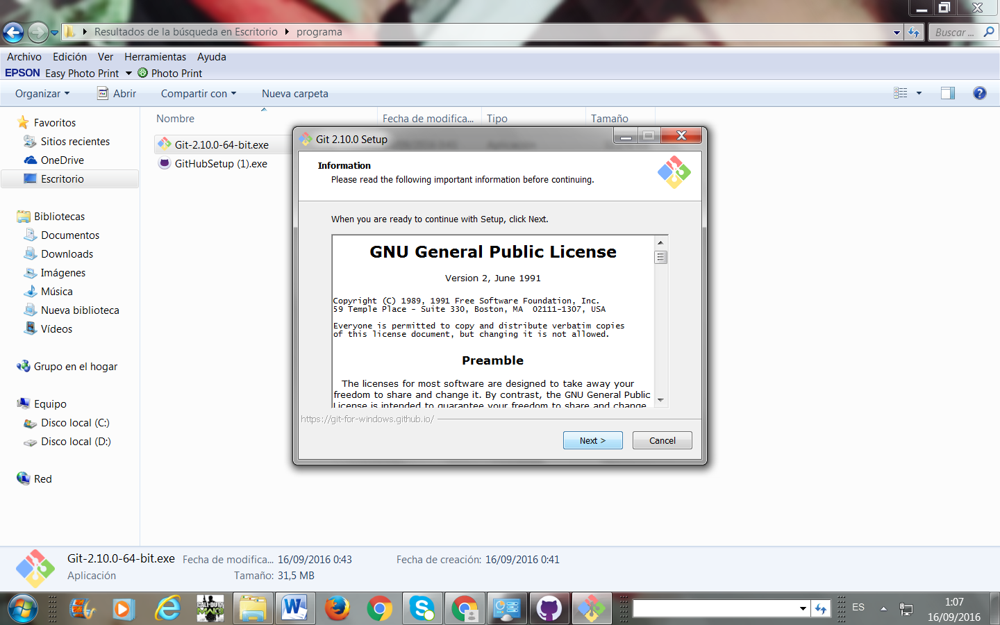 Resultados de la búsqueda en Escritorio
programa
Buscar ...
Archivo
Edición
Ver
Herramientas
Ayuda
EPSON Easy Photo Print
Photo Print
Organizar
Abrir
Compartir con
Nueva carpeta
Nombre
Fecha de modifica...
Tipo
Tamaño
Favoritos
Sitios recientes
OneDrive
Escritorio
Bibliotecas
Documentos
Downloads
Imágenes
Música
Nueva biblioteca
Vídeos
Grupo en el hogar
Equipo
Disco local (C:)
Disco local (D:)
Red
Git-2.10.0-64-bit.exe
GitHubSetup (1).exe
Git 2.10.0 Setup
Information
Please read the following important information before continuing.
When you are ready to continue with Setup, click Next.
GNU General Public License
Version 2, June 1991
Copyright (C) 1989, 1991 Free Software Foundation, Inc.
59 Temple Place - Suite 330, Boston, MA  02111-1307, USA
Everyone is permitted to copy and distribute verbatim copies
of this license document, but changing it is not allowed.
Preamble
The licenses for most software are designed to take away your
freedom to share and change it. By contrast, the GNU General Public
License is intended to guarantee your freedom to share and change
https://git-for-windows.github.io/
Next >
Cancel
Git-2.10.0-64-bit.exe
Fecha de modifica... 16/09/2016 0:43
Fecha de creación: 16/09/2016 0:41
Aplicación
Tamaño: 31,5 MB
CALL OF DUTY
MW3
W
S
ES
1:07
16/09/2016